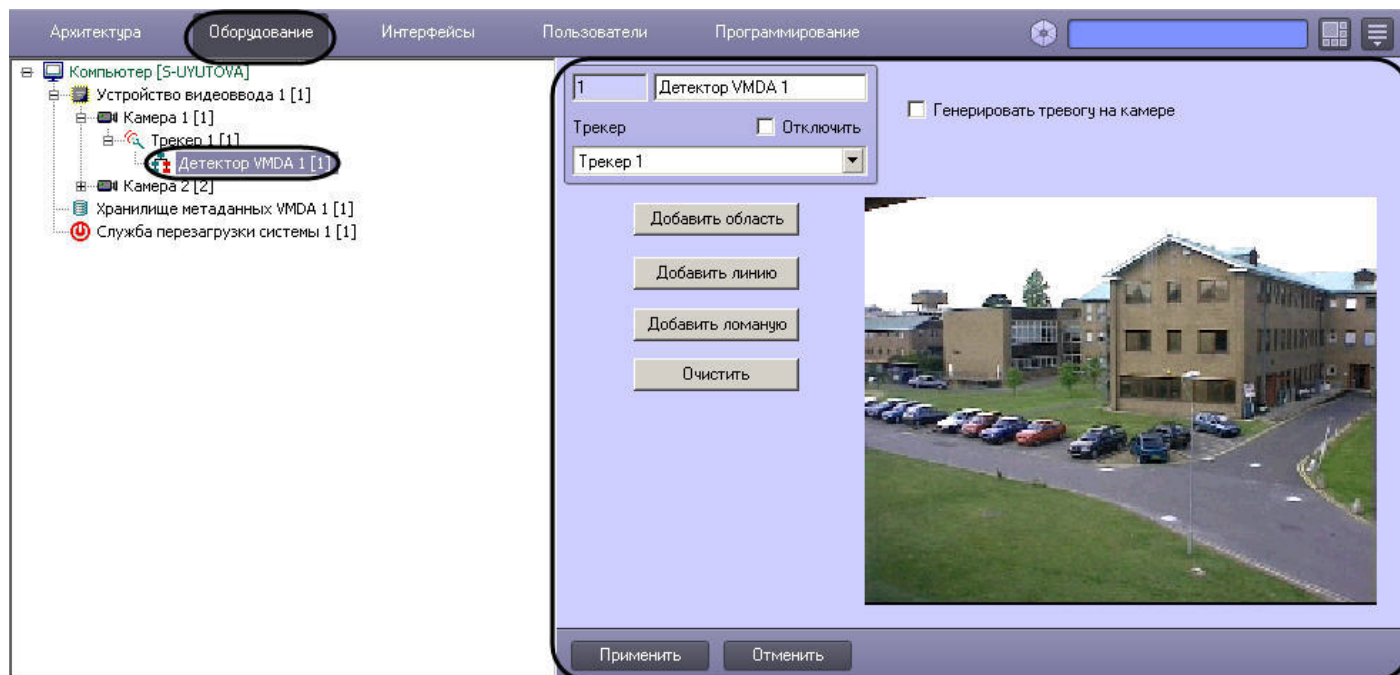 Архитектура
Оборудование
Интерфейсы
Пользователи
Программирование
Компьютер [S-UYUTOVA]
Устройство видеоввода 1 [1]
Камера 1 [1]
Трекер 1 [1]
Детектор VMDA 1 [1]
Камера 2 [2]
Хранилище метаданных VMDA 1 [1]
Служба перезагрузки системы 1 [1]
1
Детектор VMDA 1
Трекер
Отключить
Трекер 1
Генерировать тревогу на камере
Добавить область
Добавить линию
Добавить ломаную
Очистить
Применить
Отменить